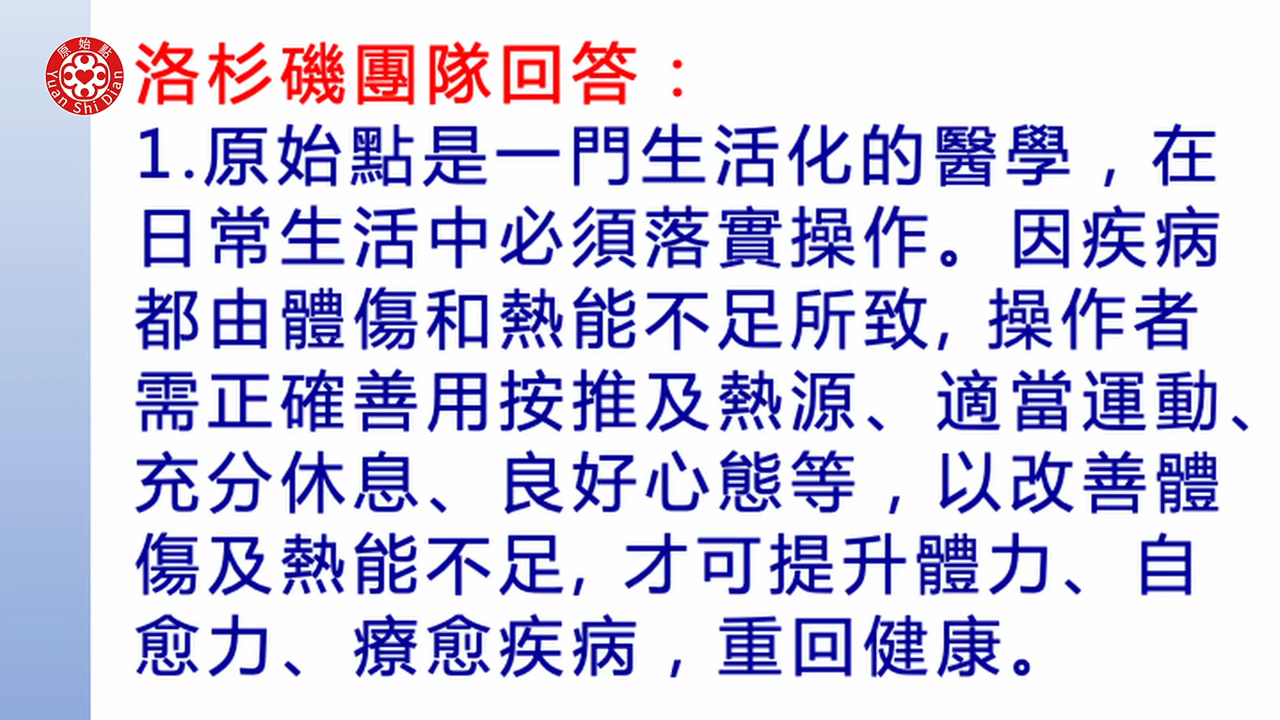 原始點
Yuan Shi Dian
洛杉磯團隊回答：
1.原始點是一門生活化的醫學，在
日常生活中必須落實操作。因疾病
都由體傷和熱能不足所致, 操作者
需正確善用按推及熱源、適當運動、
充分休息、良好心態等，以改善體
傷及熱能不足, 才可提升體力、自
愈力、療愈疾病，重回健康。